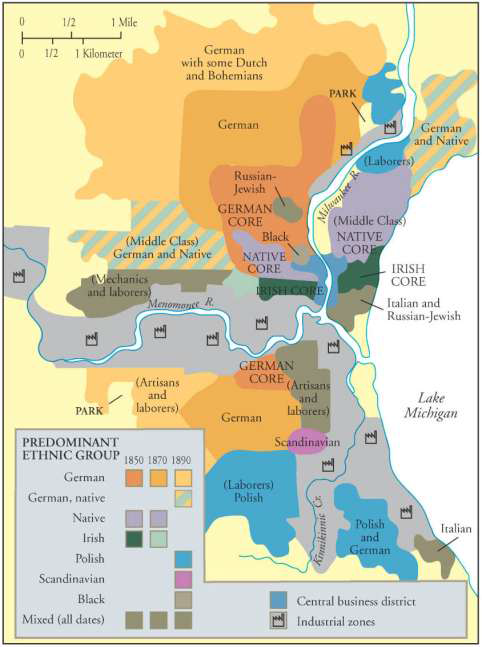 0 1/2 1 Mile
0 1/2 1 Kilometer
German
with some Dutch
and Bohemians
PARK
German
German
and Native
(Laborers)
Russian-
Jewish
Milwaukee R.
GERMAN
CORE
(Middle Class)
NATIVE
CORE
Black
(Middle Class)
German and Native
NATIVE
CORE
IRISH
CORE
(Mechanics
and laborers)
IRISH CORE
Italian and
Russian-Jewish
Menomonee R.
GERMAN
CORE
(Artisans
and
laborers)
(Artisans
and
laborers)
PARK
German
Lake
Michigan
Scandinavian
(Laborers)
Polish
Kinnikinnic Cr.
Polish
and
German
Italian
PREDOMINANT
ETHNIC GROUP
1850 1870 1890
German
German, native
Native
Irish
Polish
Scandinavian
Black
Mixed (all dates)
Central business district
Industrial zones